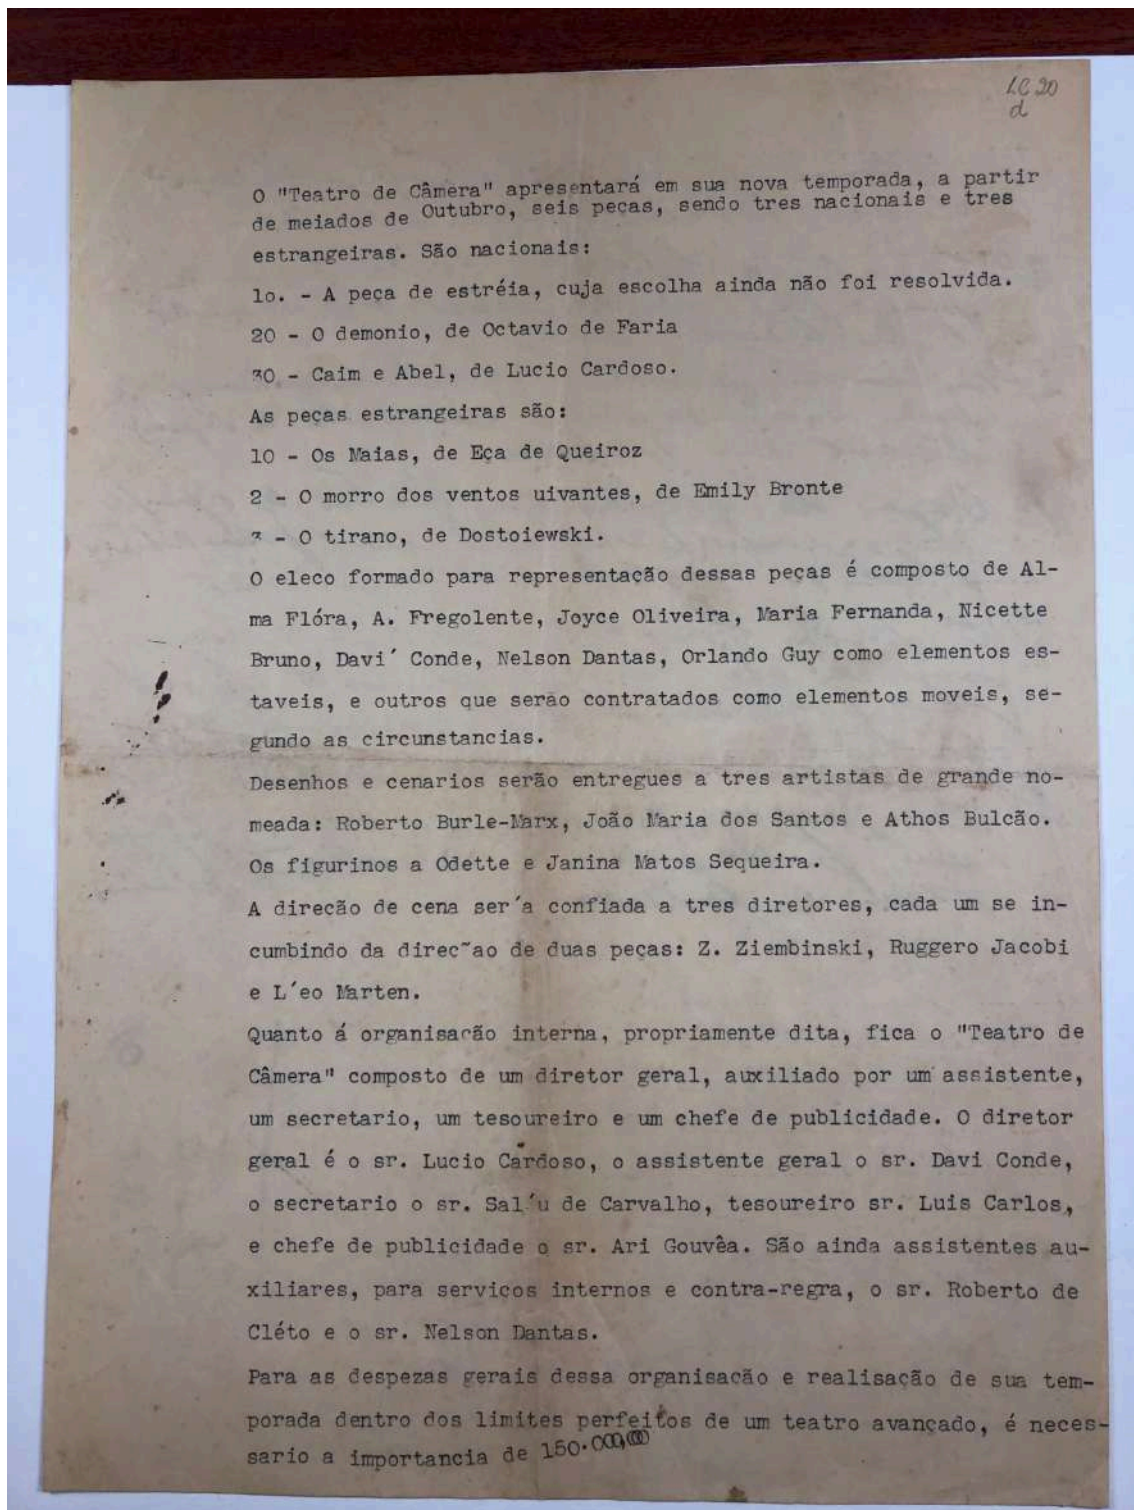 LC 20
d
O "Teatro de Câmera" apresentará em sua nova temporada, a partir
de meiados de Outubro, seis peças, sendo tres nacionais e tres
estrangeiras. São nacionais:
1o. - A peça de estréia, cuja escolha ainda não foi resolvida.
20 - O demonio, de Octavio de Faria
30 - Caim e Abel, de Lucio Cardoso.
As peças estrangeiras são:
10 - Os Maias, de Eça de Queiroz
2 - O morro dos ventos uivantes, de Emily Bronte
3 - O tirano, de Dostoiewski.
O eleco formado para representação dessas peças é composto de Al-
ma Flóra, A. Fregolente, Joyce Oliveira, Maria Fernanda, Nicette
Bruno, Davi´ Conde, Nelson Dantas, Orlando Guy como elementos es-
taveis, e outros que serão contratados como elementos moveis, se-
gundo as circunstancias.
Desenhos e cenarios serão entregues a tres artistas de grande no-
meada: Roberto Burle-Marx, João Maria dos Santos e Athos Bulcão.
Os figurinos a Odette e Janina Matos Sequeira.
A direcão de cena ser´a confiada a tres diretores, cada um se in-
cumbindo da direc~ao de duas peças: Z. Ziembinski, Ruggero Jacobi
e L´eo Marten.
Quanto á organisação interna, propriamente dita, fica o "Teatro de
Câmera" composto de um diretor geral, auxiliado por um assistente,
um secretario, um tesoureiro e um chefe de publicidade. O diretor
geral é o sr. Lucio Cardoso, o assistente geral o sr. Davi Conde,
o secretario o sr. Sal´u de Carvalho, tesoureiro sr. Luis Carlos,
e chefe de publicidade o sr. Ari Gouvêa. São ainda assistentes au-
xiliares, para serviços internos e contra-regra, o sr. Roberto de
Cléto e o sr. Nelson Dantas.
Para as despezas gerais dessa organisacão e realisação de sua tem-
porada dentro dos limites perfeitos de um teatro avançado, é neces-
sario a importancia de 150.000,00